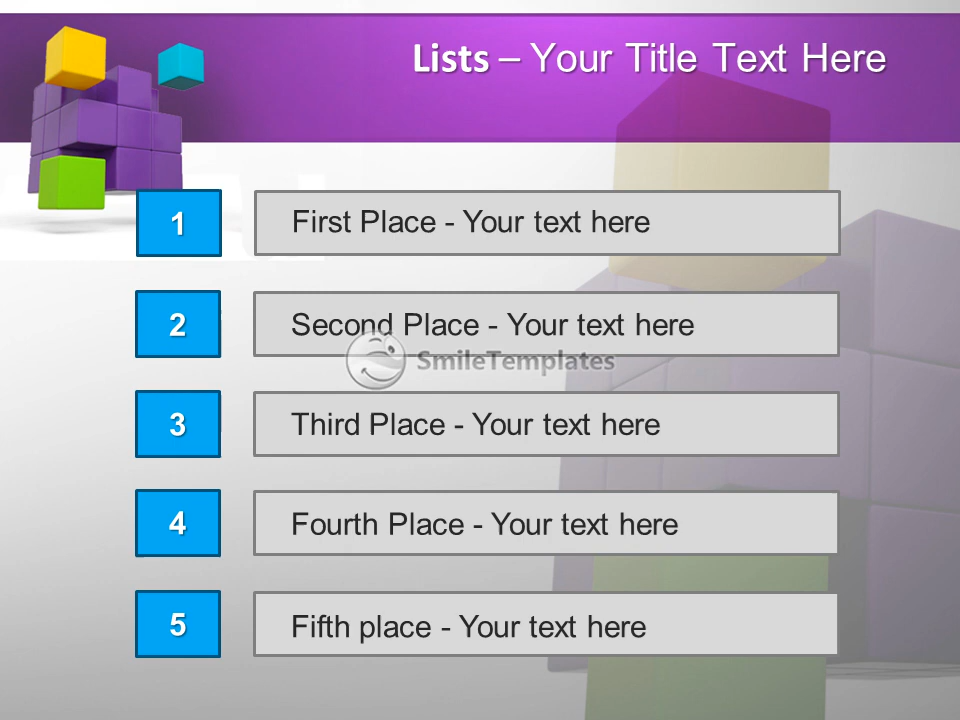 Lists – Your Title Text Here
1 First Place - Your text here
2 Second Place - Your text here
SmileTemplates
3 Third Place - Your text here
4 Fourth Place - Your text here
5 Fifth place - Your text here